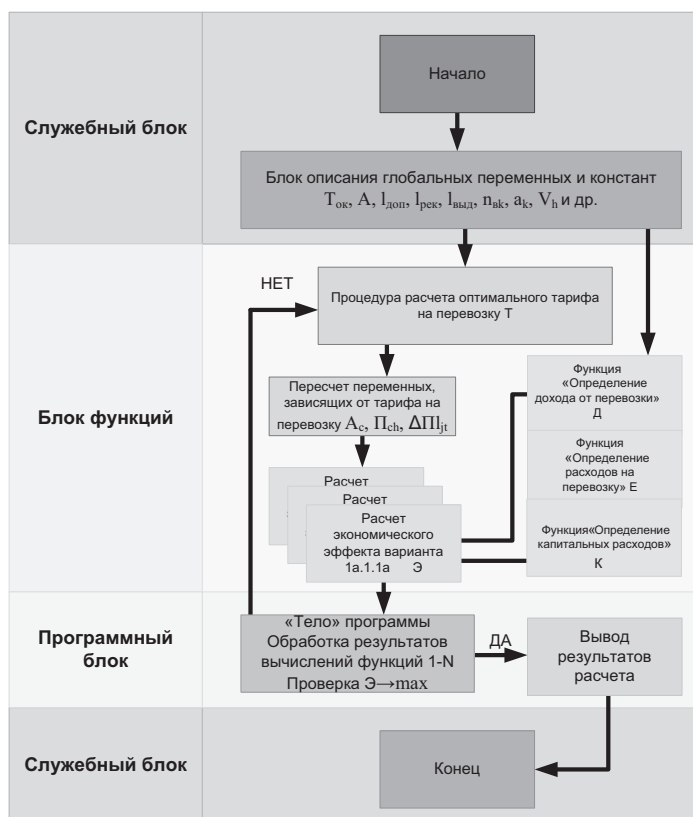 Служебный блок
Начало
Блок описания глобальных переменных и констант
Tок, A, lдоп, lрек, lвыд, nвk, ak, Vh и др.
Блок функций
НЕТ
Процедура расчета оптимального тарифа
на перевозку Т
Пересчет переменных,
зависящих от тарифа на
перевозку Ac, Пch, ΔПljt
Функция
«Определение
дохода от перевозки»
Д
Функция
«Определение
расходов на
перевозку» Е
Функция«Определение
капитальных расходов»
К
Расчет
Расчет
Расчет
экономического
эффекта варианта
1а.1.1а Э
Программный
блок
«Тело» программы
Обработка результатов
вычислений функций 1-N
Проверка Э→max
ДА
Вывод
результатов
расчета
Служебный блок
Конец